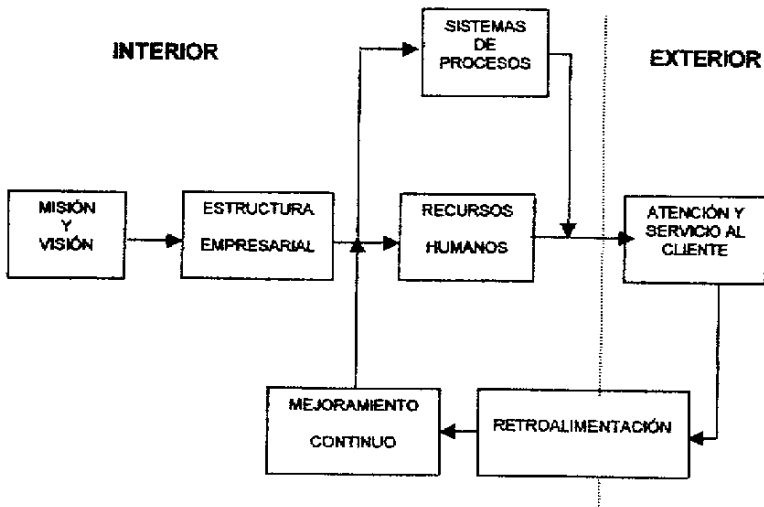 INTERIOR
SISTEMAS
DE
PROCESOS
EXTERIOR
MISIÓN
Y
VISIÓN
ESTRUCTURA
EMPRESARIAL
RECURSOS
HUMANOS
ATENCIÓN Y
SERVICIO AL
CLIENTE
MEJORAMIENTO
CONTINUO
RETROALIMENTACIÓN